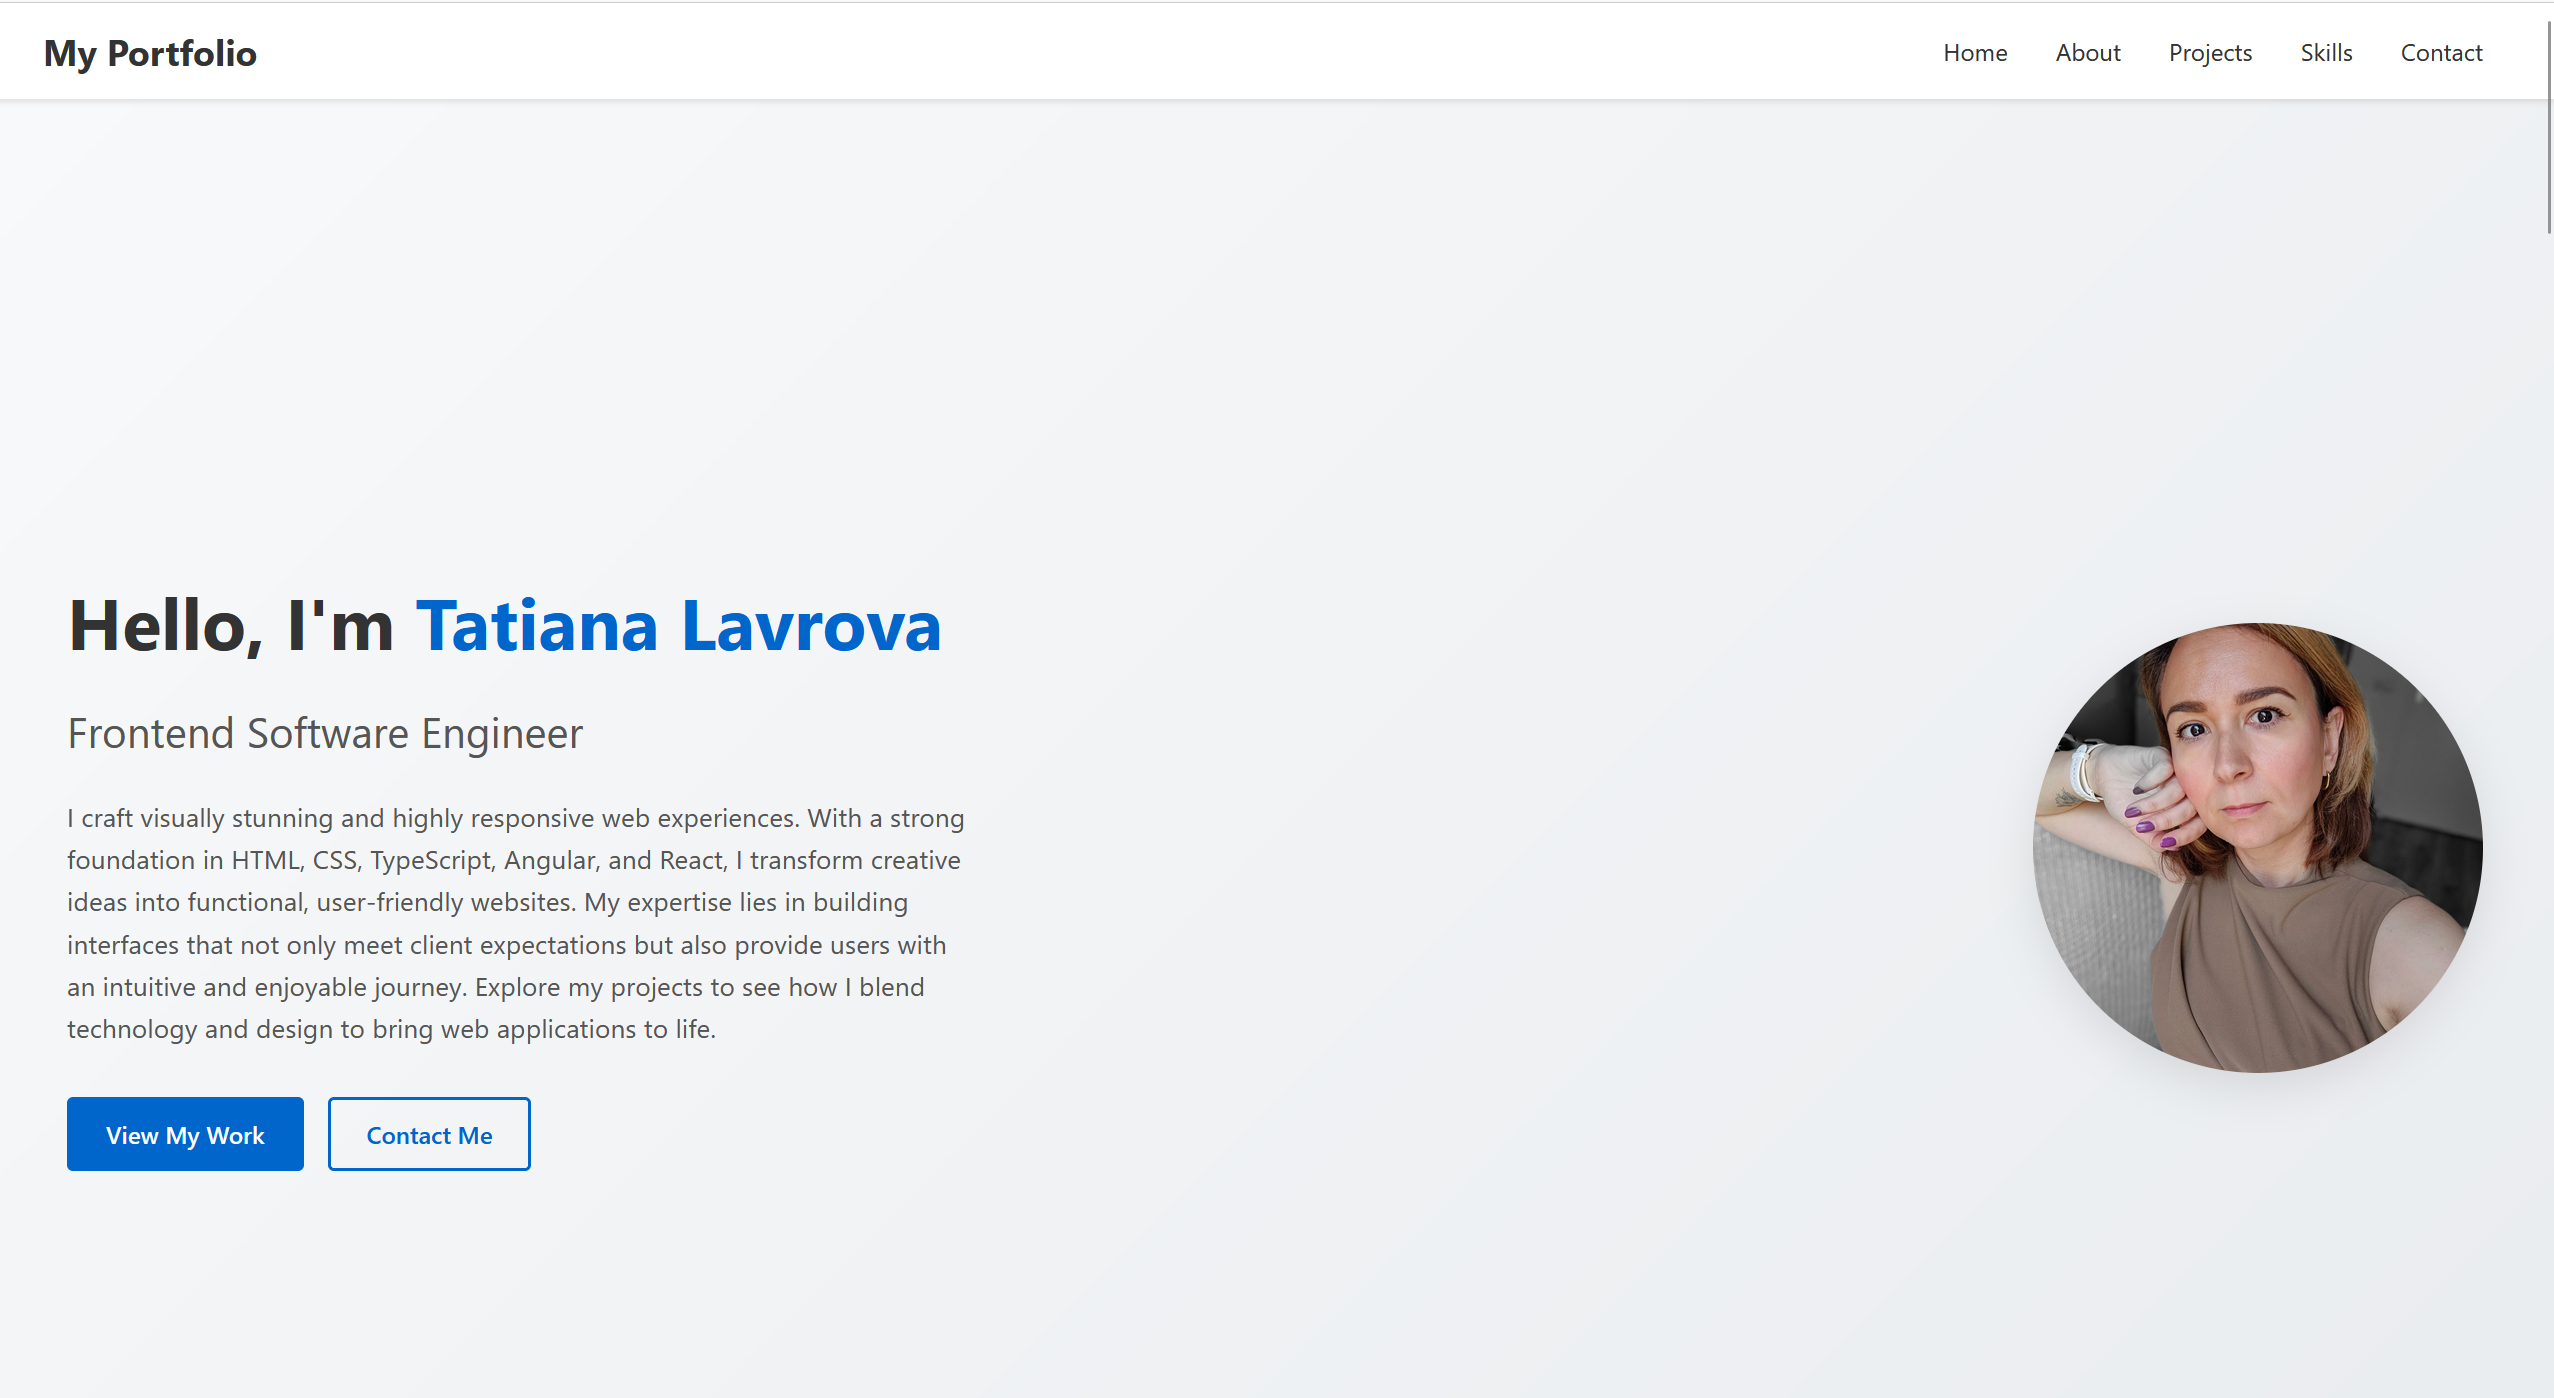 My Portfolio
Home About Projects Skills Contact
Hello, I'm Tatiana Lavrova
Frontend Software Engineer
I craft visually stunning and highly responsive web experiences. With a strong
foundation in HTML, CSS, TypeScript, Angular, and React, I transform creative
ideas into functional, user-friendly websites. My expertise lies in building
interfaces that not only meet client expectations but also provide users with
an intuitive and enjoyable journey. Explore my projects to see how I blend
technology and design to bring web applications to life.
View My Work
Contact Me